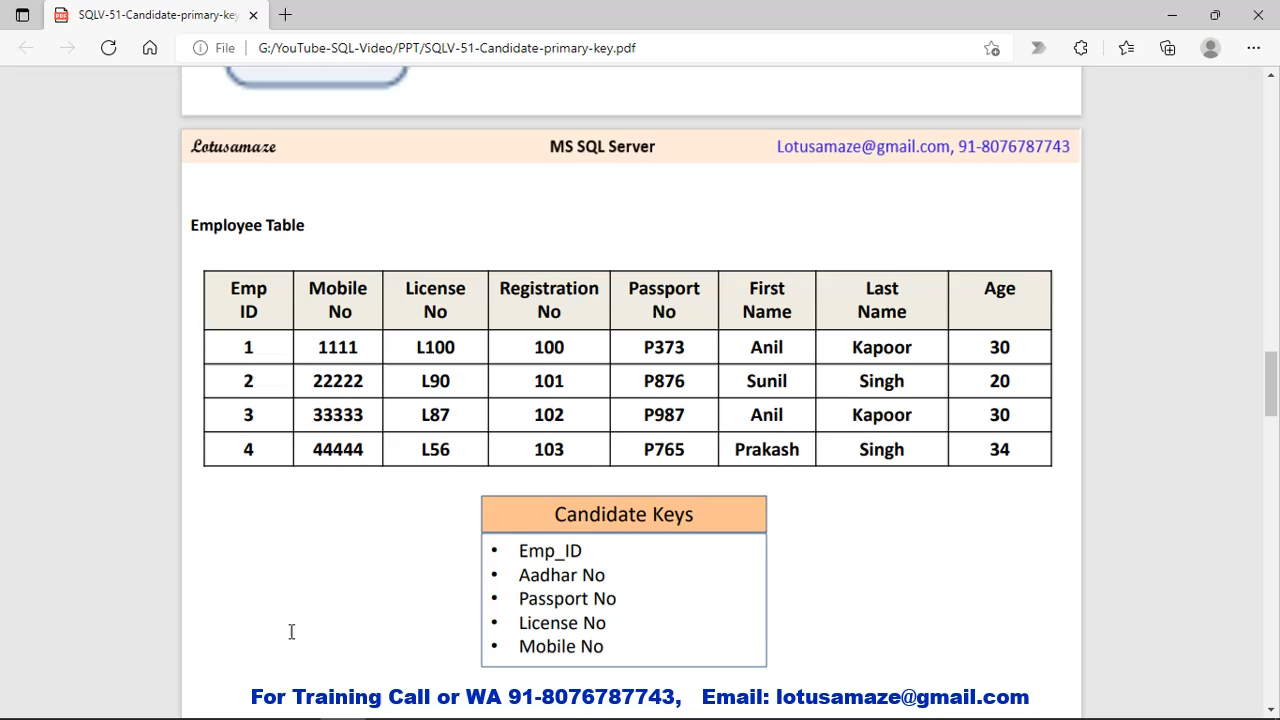 SQLV-51-Candidate-primary-key
File G:/YouTube-SQL-Video/PPT/SQLV-51-Candidate-primary-key.pdf
Lotusamaze MS SQL Server Lotusamaze@gmail.com, 91-8076787743
Employee Table
Emp ID Mobile No License No Registration No Passport No First Name Last Name Age
1 1111 L100 100 P373 Anil Kapoor 30
2 22222 L90 101 P876 Sunil Singh 20
3 33333 L87 102 P987 Anil Kapoor 30
4 44444 L56 103 P765 Prakash Singh 34
Candidate Keys
• Emp_ID
• Aadhar No
• Passport No
• License No
• Mobile No
For Training Call or WA 91-8076787743, Email: lotusamaze@gmail.com